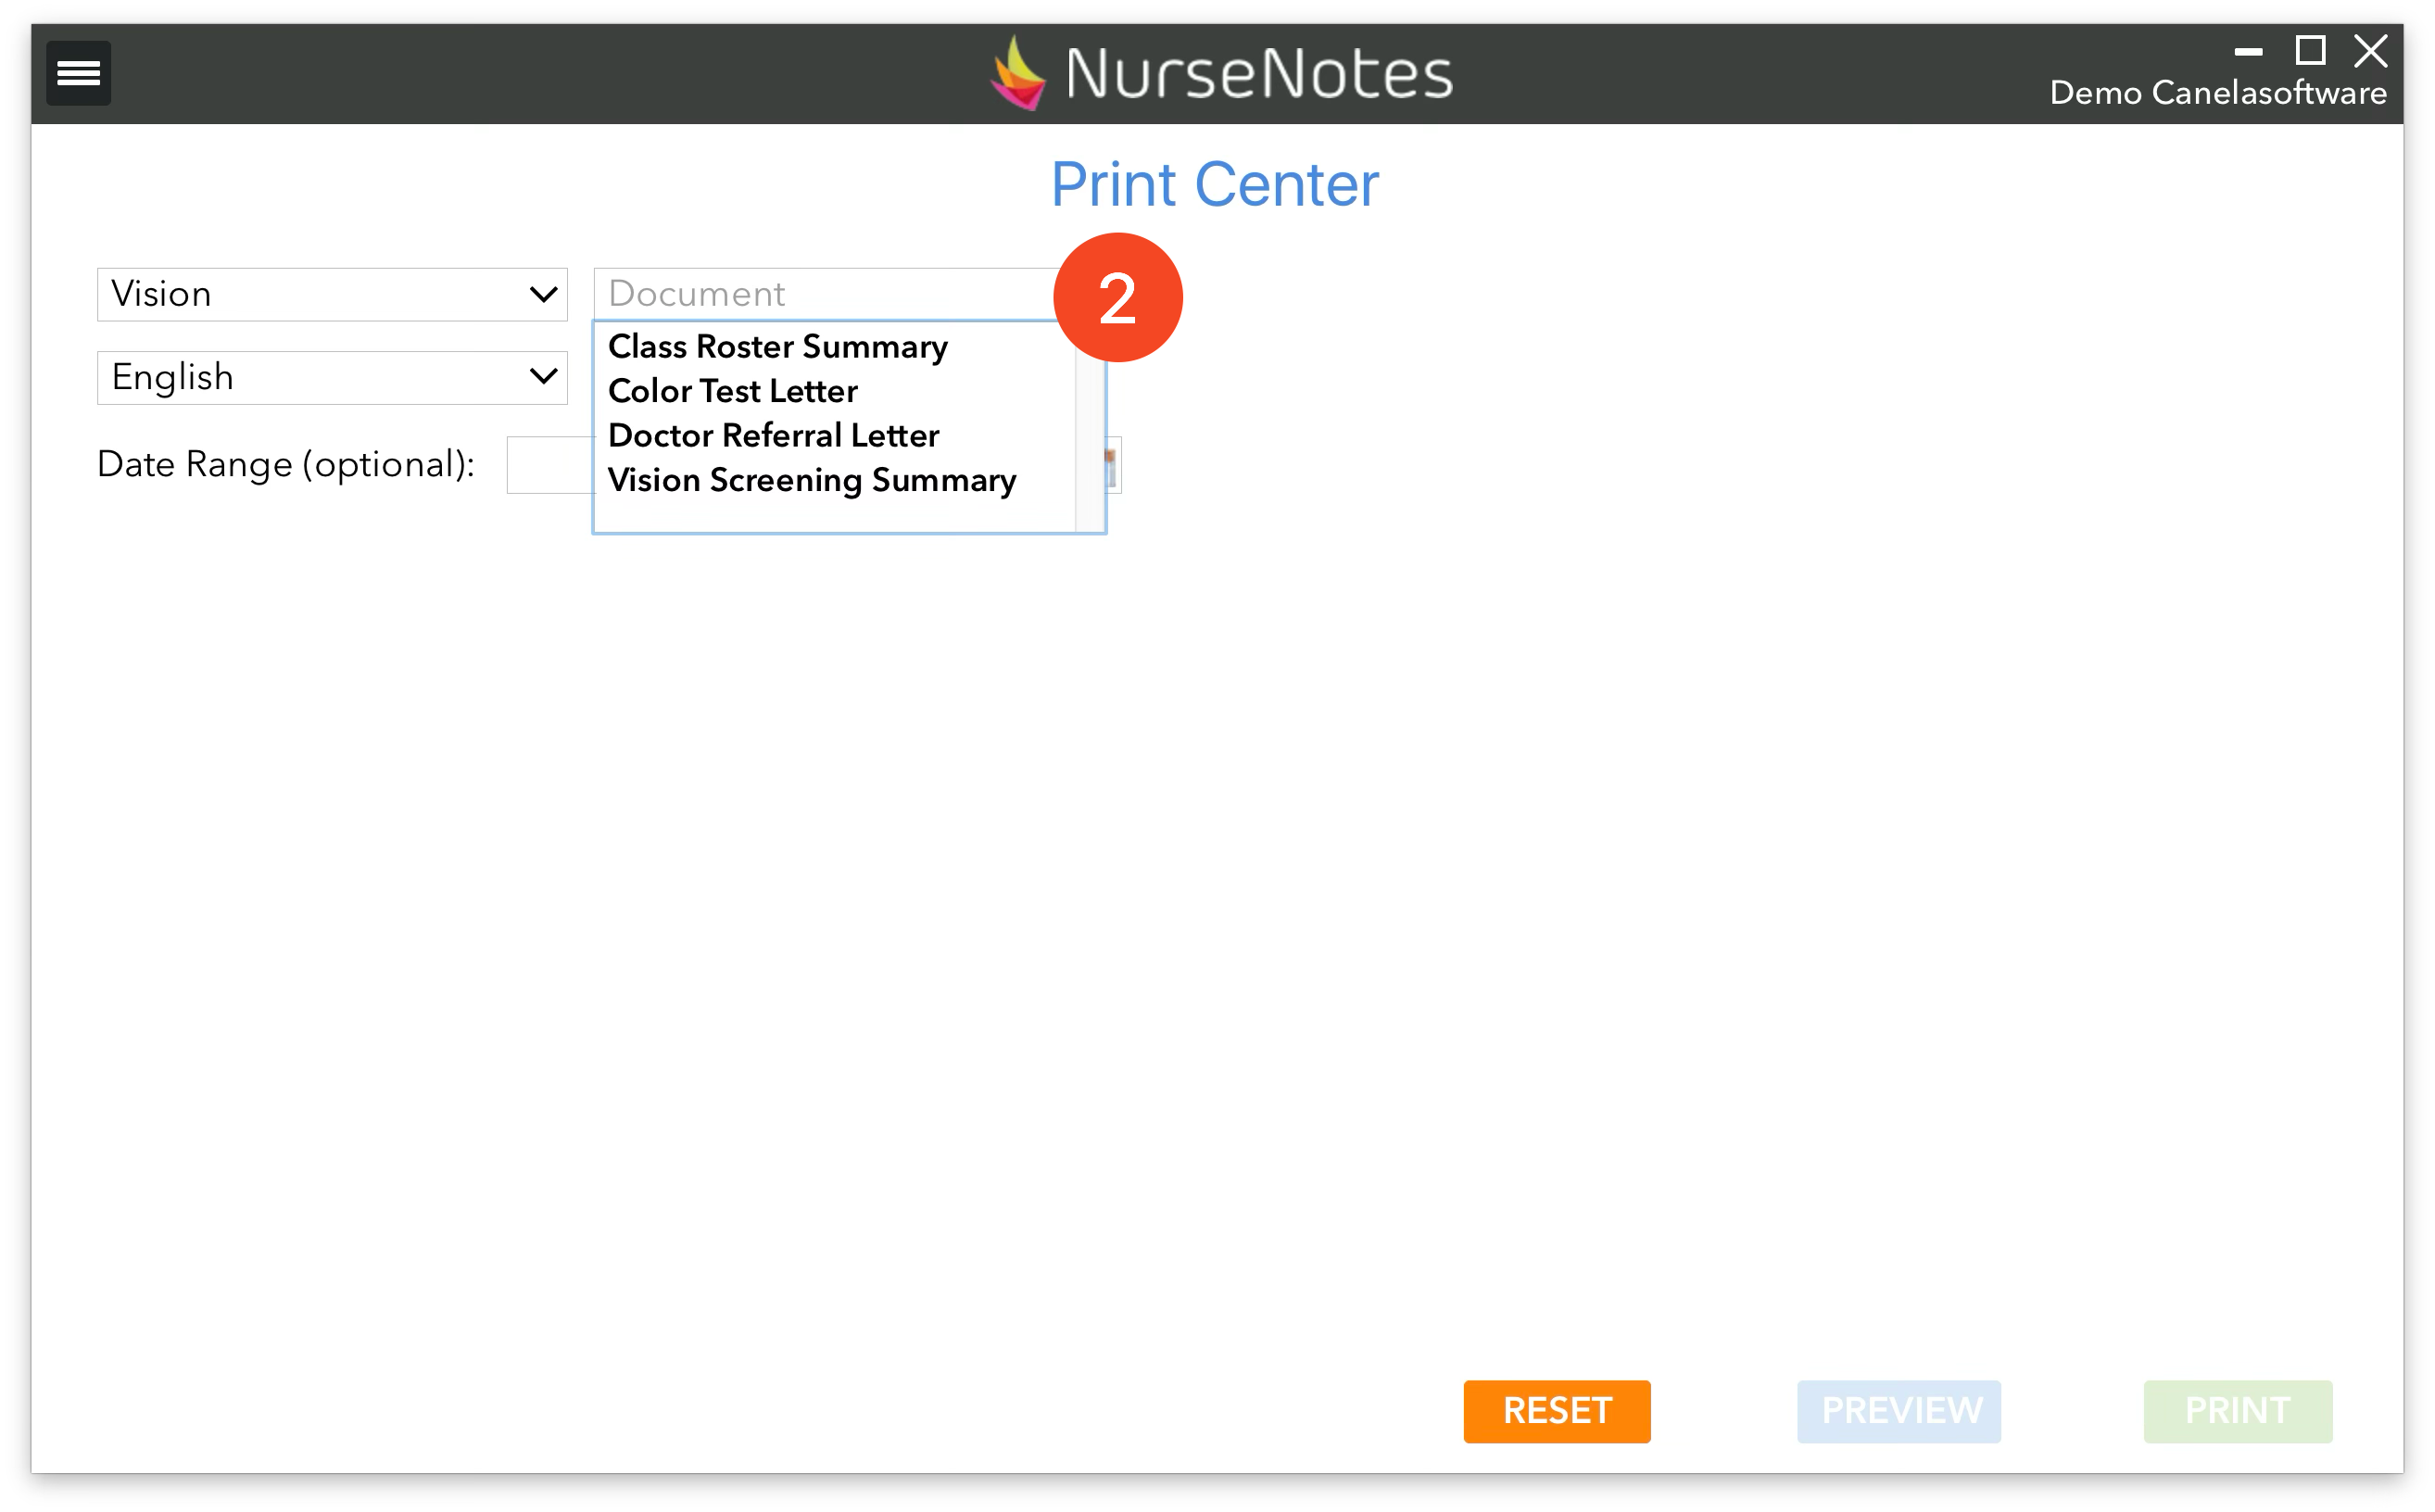 NurseNotes
Demo Canelasoftware
Print Center
Vision
Document
2
English
Class Roster Summary
Color Test Letter
Doctor Referral Letter
Vision Screening Summary
Date Range (optional):
RESET
PREVIEW
PRINT